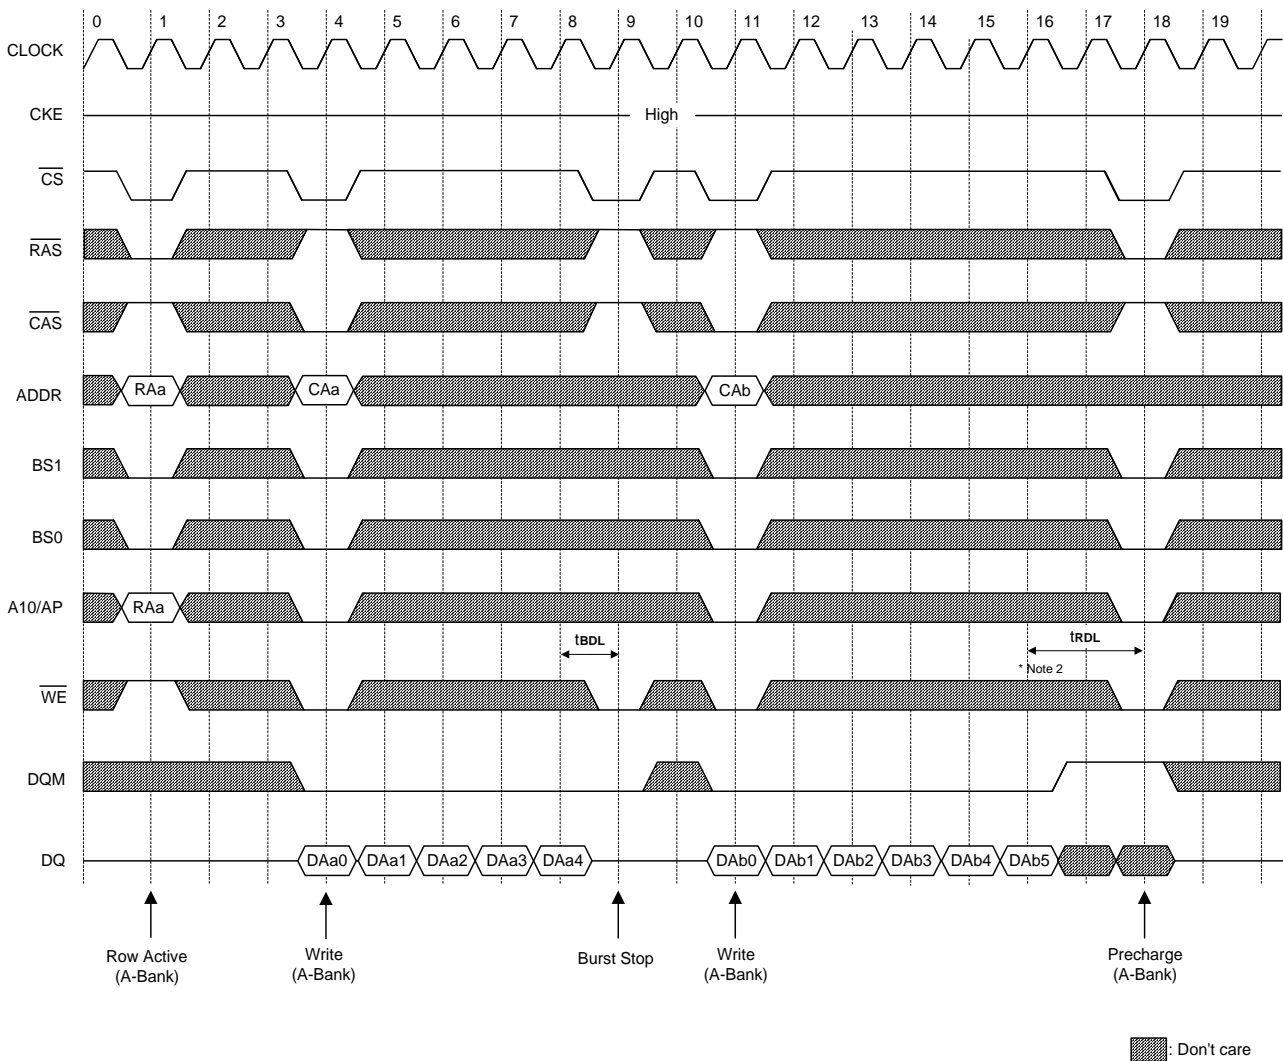 0 1 2 3 4 5 6 7 8 9 10 11 12 13 14 15 16 17 18 19
CLOCK
CKE High
CS
RAS
CAS
ADDR RAa CAa CAb
BS1
BS0
A10/AP RAa
tBDL tRDL
* Note 2
WE
DQM
DQ DAa0 DAa1 DAa2 DAa3 DAa4 DAb0 DAb1 DAb2 DAb3 DAb4 DAb5
Row Active Write Burst Stop Write Precharge
(A-Bank) (A-Bank) (A-Bank) (A-Bank)
: Don't care